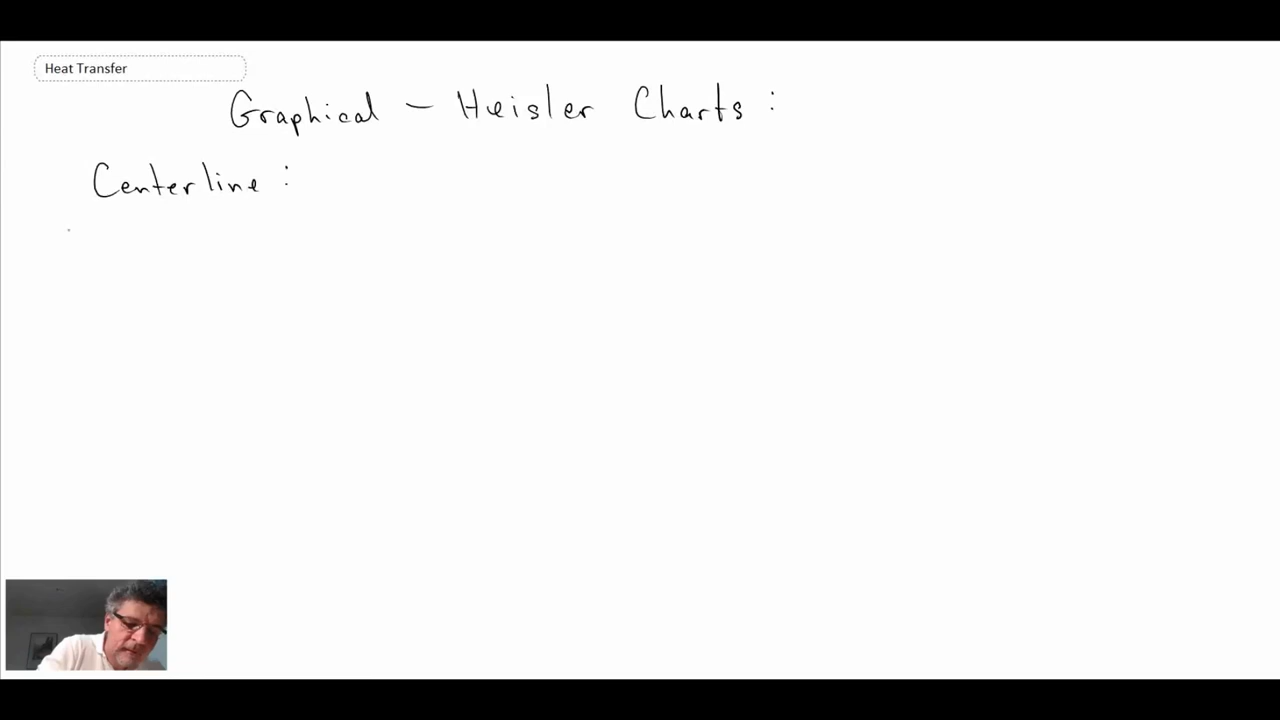 Heat Transfer
Graphical - Heisler Charts :
Centerline :